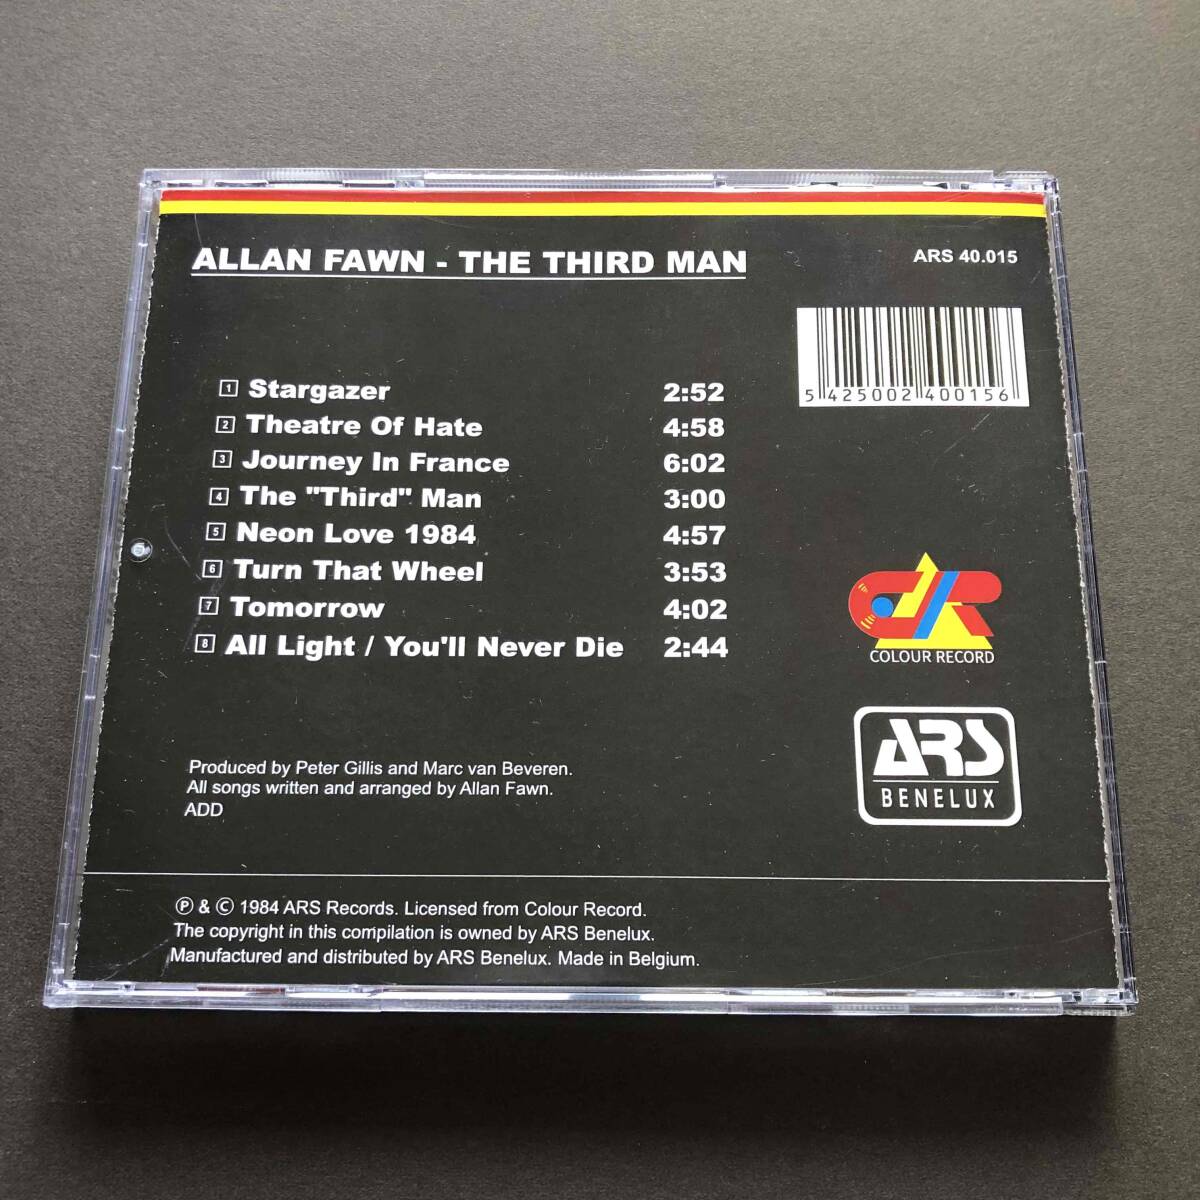 ALLAN FAWN - THE THIRD MAN
ARS 40.015
5 425002 400156
1 Stargazer 2:52
2 Theatre Of Hate 4:58
3 Journey In France 6:02
4 The "Third" Man 3:00
5 Neon Love 1984 4:57
6 Turn That Wheel 3:53
7 Tomorrow 4:02
8 All Light / You'll Never Die 2:44
COLOUR RECORD
ARS
BENELUX
Produced by Peter Gillis and Marc van Beveren.
All songs written and arranged by Allan Fawn.
ADD
Ⓟ & © 1984 ARS Records. Licensed from Colour Record.
The copyright in this compilation is owned by ARS Benelux.
Manufactured and distributed by ARS Benelux. Made in Belgium.